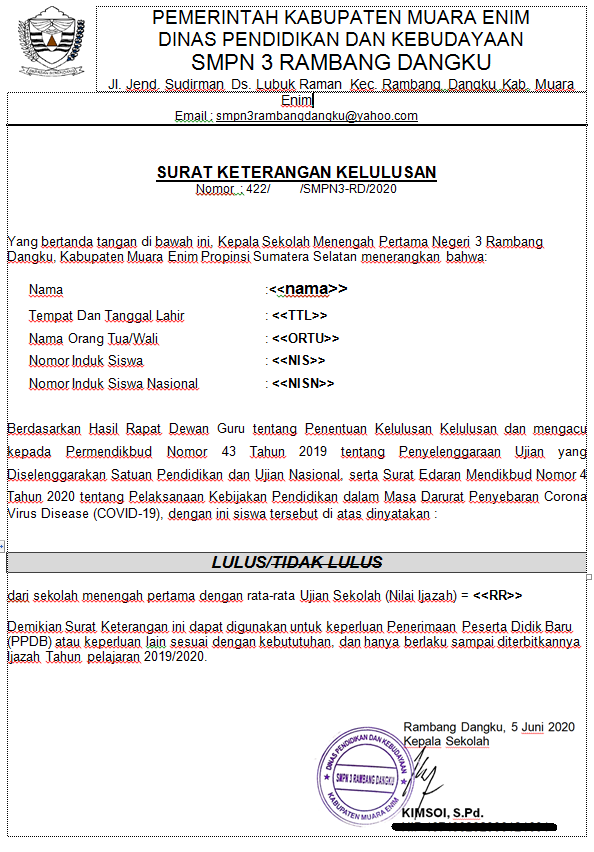 PEMERINTAH KABUPATEN MUARA ENIM
DINAS PENDIDIKAN DAN KEBUDAYAAN
SMPN 3 RAMBANG DANGKU
Jl. Jend. Sudirman Ds. Lubuk Raman Kec. Rambang Dangku Kab. Muara
Enim
Email : smpn3rambangdangku@yahoo.com
SURAT KETERANGAN KELULUSAN
Nomor : 422/ /SMPN3-RD/2020
Yang bertanda tangan di bawah ini, Kepala Sekolah Menengah Pertama Negeri 3 Rambang
Dangku, Kabupaten Muara Enim Propinsi Sumatera Selatan menerangkan bahwa:
Nama :<<nama>>
Tempat Dan Tanggal Lahir : <<TTL>>
Nama Orang Tua/Wali : <<ORTU>>
Nomor Induk Siswa : <<NIS>>
Nomor Induk Siswa Nasional : <<NISN>>
Berdasarkan Hasil Rapat Dewan Guru tentang Penentuan Kelulusan Kelulusan dan mengacu
kepada Permendikbud Nomor 43 Tahun 2019 tentang Penyelenggaraan Ujian yang
Diselenggarakan Satuan Pendidikan dan Ujian Nasional, serta Surat Edaran Mendikbud Nomor 4
Tahun 2020 tentang Pelaksanaan Kebijakan Pendidikan dalam Masa Darurat Penyebaran Corona
Virus Disease (COVID-19), dengan ini siswa tersebut di atas dinyatakan :
LULUS/TIDAK LULUS
dari sekolah menengah pertama dengan rata-rata Ujian Sekolah (Nilai Ijazah) = <<RR>>
Demikian Surat Keterangan ini dapat digunakan untuk keperluan Penerimaan Peserta Didik Baru
(PPDB) atau keperluan lain sesuai dengan kebututuhan, dan hanya berlaku sampai diterbitkannya
Ijazah Tahun pelajaran 2019/2020.
Rambang Dangku, 5 Juni 2020
Kepala Sekolah
DINAS PENDIDIKAN DAN KEBUDAYAAN
SMPN 3 RAMBANG DANGKU
KABUPATEN MUARA ENIM
KIMSOI, S.Pd.